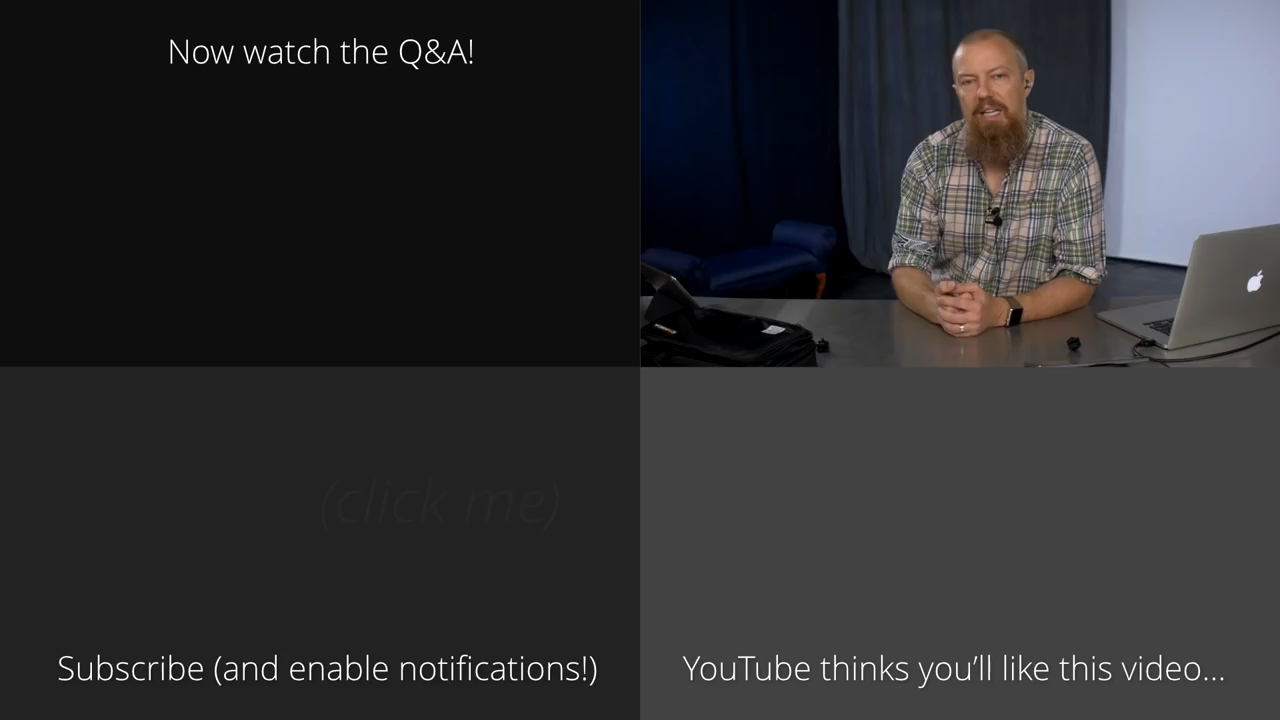 Now watch the Q&A!
(click me)
Subscribe (and enable notifications!)
YouTube thinks you’ll like this video...